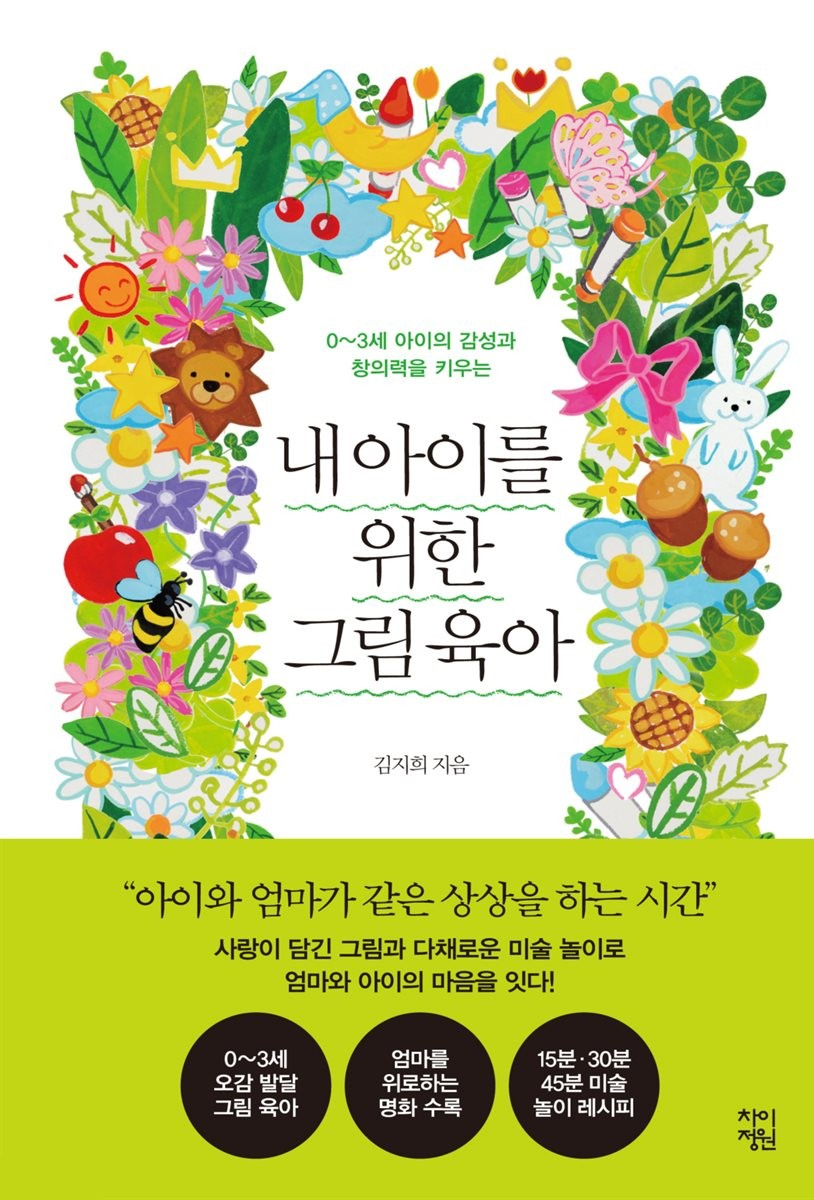 0~3세 아이의 감성과
창의력을 키우는
내 아이를
위한
그림 육아
김지희 지음
“아이와 엄마가 같은 상상을 하는 시간”
사랑이 담긴 그림과 다채로운 미술 놀이로
엄마와 아이의 마음을 잇다!
0~3세
오감 발달
그림 육아
엄마를
위로하는
명화 수록
15분·30분
45분 미술
놀이 레시피
차이
정원